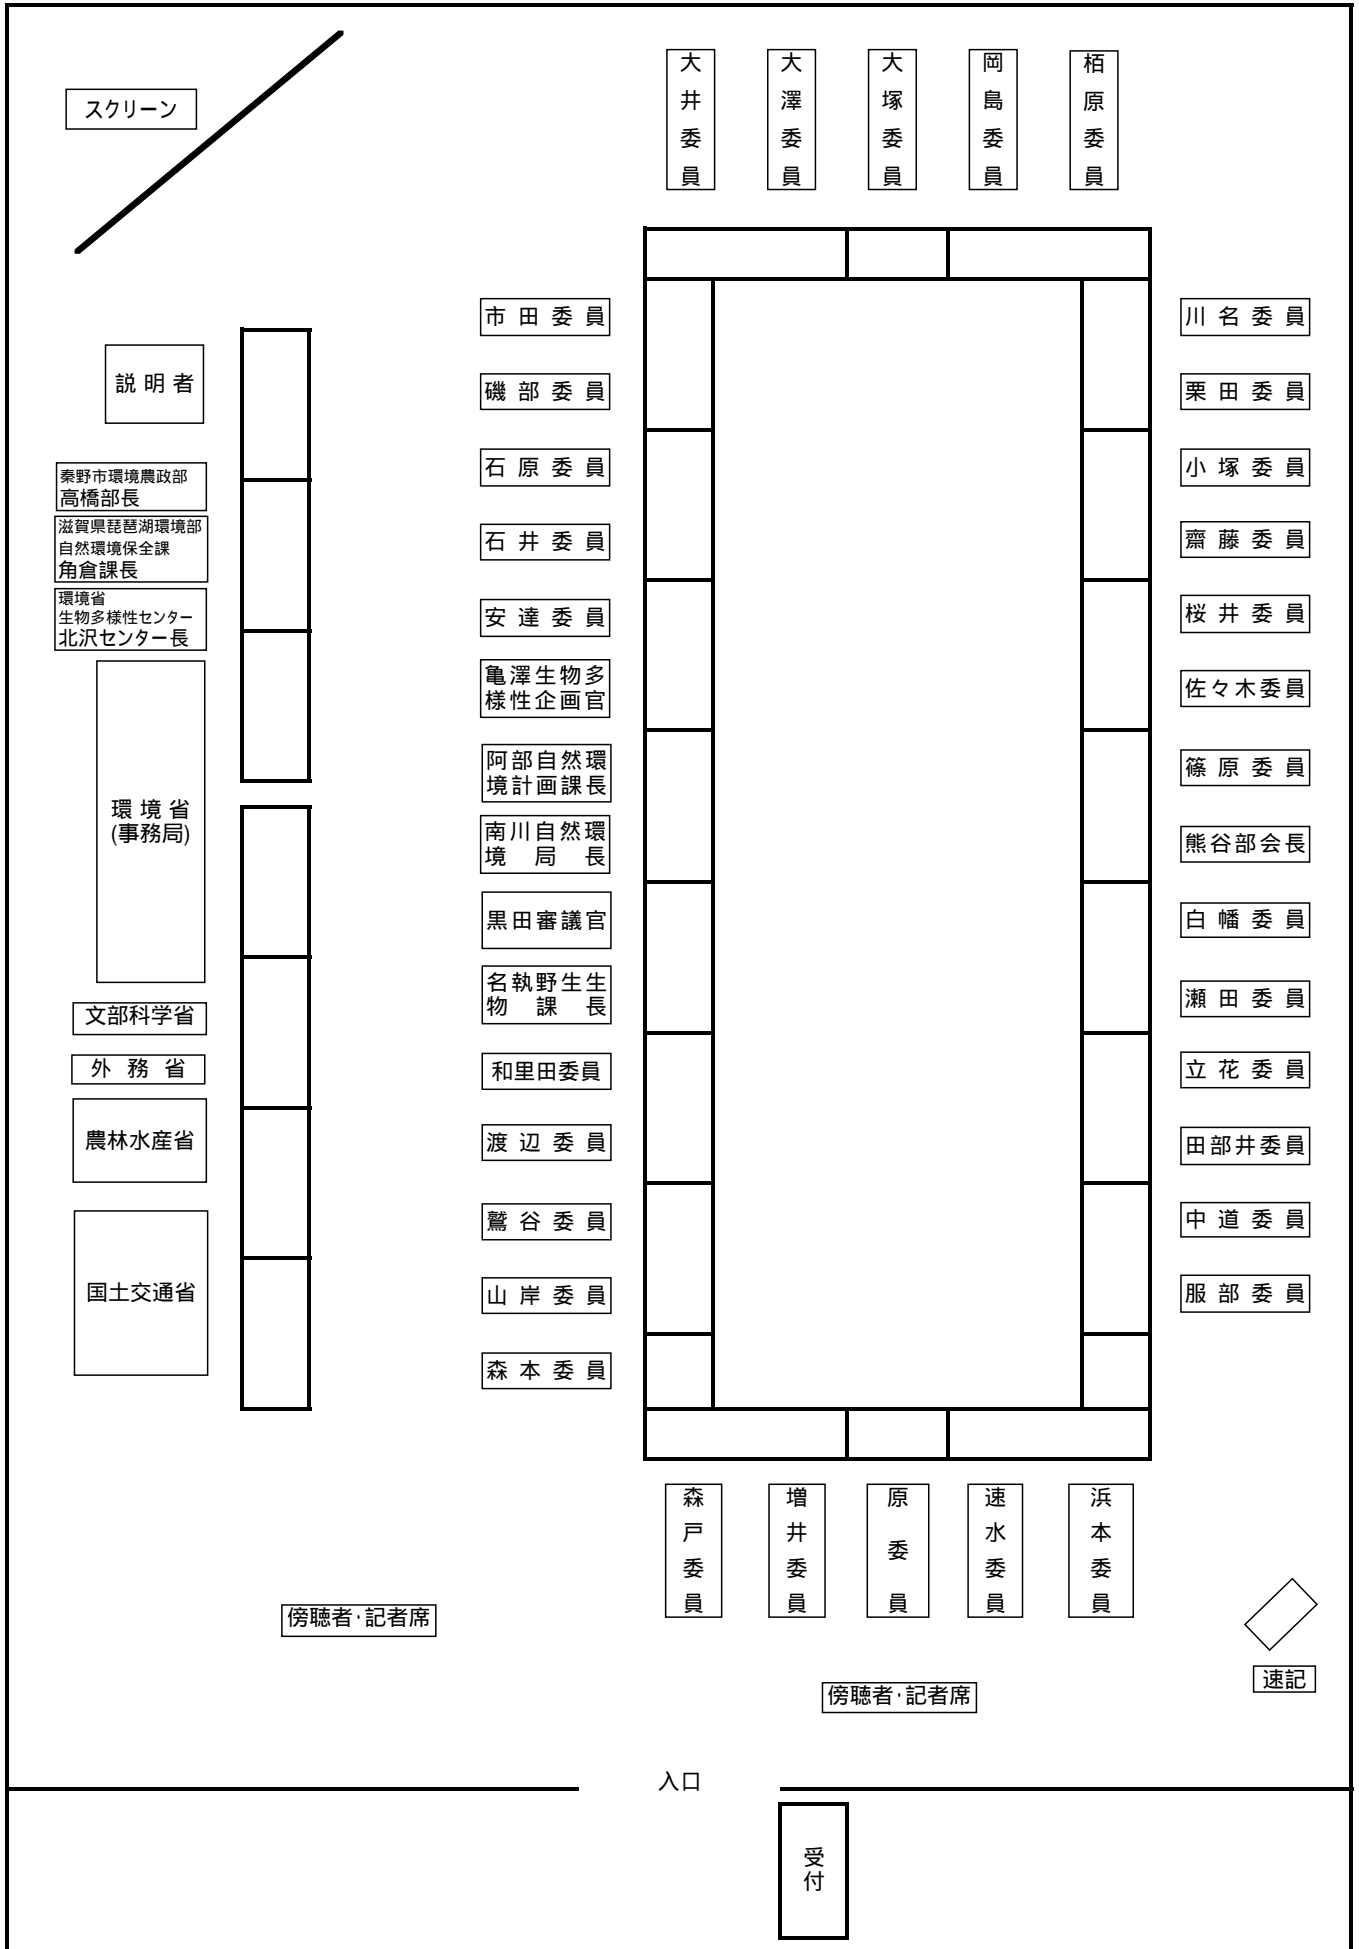 スクリーン
大井委員
大澤委員
大塚委員
岡島委員
栢原委員
説明者
秦野市環境農政部
高橋部長
滋賀県琵琶湖環境部
自然環境保全課
角倉課長
環境省
生物多様性センター
北沢センター長
環境省
(事務局)
文部科学省
外務省
農林水産省
国土交通省
市田委員
磯部委員
石原委員
石井委員
安達委員
亀澤生物多
様性企画官
阿部自然環
境計画課長
南川自然環
境局長
黒田審議官
名執野生生
物課長
和里田委員
渡辺委員
鷲谷委員
山岸委員
森本委員
川名委員
栗田委員
小塚委員
齋藤委員
桜井委員
佐々木委員
篠原委員
熊谷部会長
白幡委員
瀬田委員
立花委員
田部井委員
中道委員
服部委員
森戸委員
増井委員
原委員
速水委員
浜本委員
傍聴者・記者席
傍聴者・記者席
速記
入口
受付